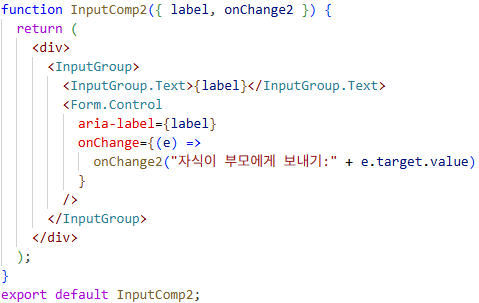 function InputComp2({ label, onChange2 }) {
  return (
    <div>
      <InputGroup>
        <InputGroup.Text>{label}</InputGroup.Text>
        <Form.Control
          aria-label={label}
          onChange={(e) =>
            onChange2("자식이 부모에게 보내기:" + e.target.value)
          }
        />
      </InputGroup>
    </div>
  );
}
export default InputComp2;